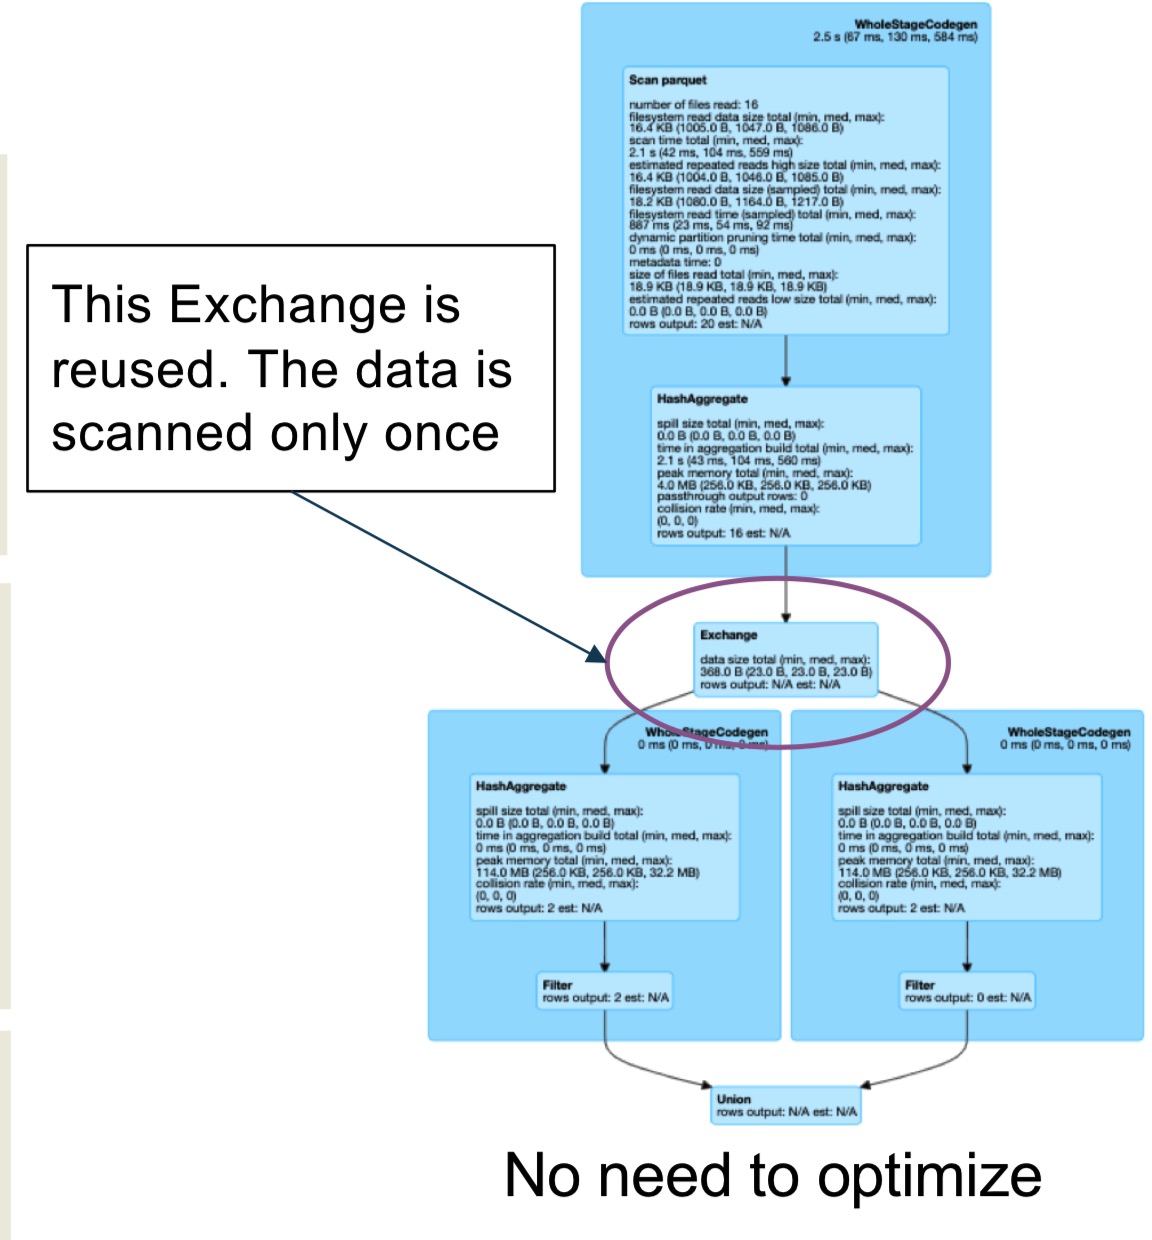 WholeStageCodegen
2.5 s (67 ms, 130 ms, 584 ms)
Scan parquet
number of files read: 16
filesystem read data size total (min, med, max):
16.4 KB (1005.0 B, 1047.0 B, 1086.0 B)
scan time total (min, med, max):
2.1 s (42 ms, 104 ms, 559 ms)
estimated repeated reads high size total (min, med, max):
16.4 KB (1004.0 B, 1046.0 B, 1085.0 B)
filesystem read data size (sampled) total (min, med, max):
18.2 KB (1080.0 B, 1164.0 B, 1217.0 B)
filesystem read time (sampled) total (min, med, max):
887 ms (23 ms, 54 ms, 92 ms)
dynamic partition pruning time total (min, med, max):
0 ms (0 ms, 0 ms, 0 ms)
metadata time: 0
size of files read total (min, med, max):
18.9 KB (18.9 KB, 18.9 KB, 18.9 KB)
estimated repeated reads low size total (min, med, max):
0.0 B (0.0 B, 0.0 B, 0.0 B)
rows output: 20 est: N/A
This Exchange is
reused. The data is
scanned only once
HashAggregate
spill size total (min, med, max):
0.0 B (0.0 B, 0.0 B, 0.0 B)
time in aggregation build total (min, med, max):
2.1 s (43 ms, 104 ms, 560 ms)
peak memory total (min, med, max):
4.0 MB (256.0 KB, 256.0 KB, 256.0 KB)
passthrough output rows: 0
collision rate (min, med, max):
(0, 0, 0)
rows output: 16 est: N/A
Exchange
data size total (min, med, max):
368.0 B (23.0 B, 23.0 B, 23.0 B)
rows output: N/A est: N/A
WholeStageCodegen
0 ms (0 ms, 0 ms, 0 ms)
HashAggregate
spill size total (min, med, max):
0.0 B (0.0 B, 0.0 B, 0.0 B)
time in aggregation build total (min, med, max):
0 ms (0 ms, 0 ms, 0 ms)
peak memory total (min, med, max):
114.0 MB (256.0 KB, 256.0 KB, 32.2 MB)
collision rate (min, med, max):
(0, 0, 0)
rows output: 2 est: N/A
Filter
rows output: 2 est: N/A
WholeStageCodegen
0 ms (0 ms, 0 ms, 0 ms)
HashAggregate
spill size total (min, med, max):
0.0 B (0.0 B, 0.0 B, 0.0 B)
time in aggregation build total (min, med, max):
0 ms (0 ms, 0 ms, 0 ms)
peak memory total (min, med, max):
114.0 MB (256.0 KB, 256.0 KB, 32.2 MB)
collision rate (min, med, max):
(0, 0, 0)
rows output: 2 est: N/A
Filter
rows output: 0 est: N/A
Union
rows output: N/A est: N/A
No need to optimize